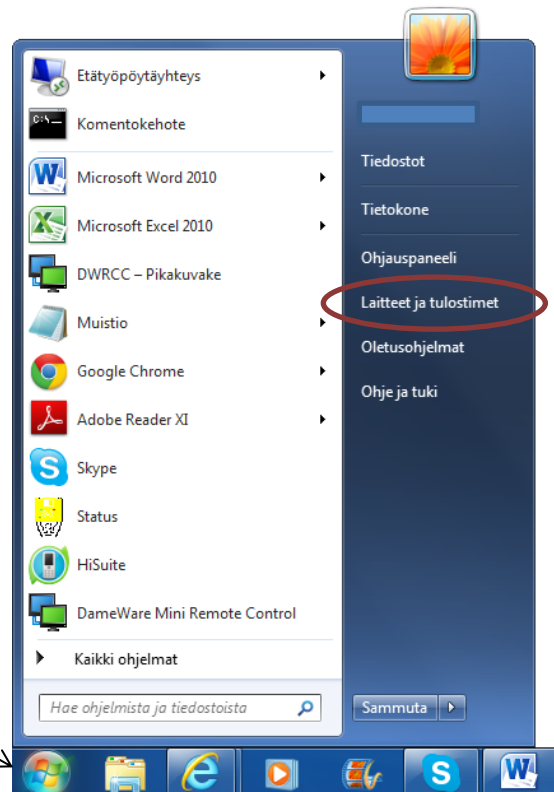 Etätyöpöytäyhteys
Komentokehote
Microsoft Word 2010
Microsoft Excel 2010
DWRCC – Pikakuvake
Muistio
Google Chrome
Adobe Reader XI
Skype
Status
HiSuite
DameWare Mini Remote Control
Kaikki ohjelmat
Hae ohjelmista ja tiedostoista
Tiedostot
Tietokone
Ohjauspaneeli
Laitteet ja tulostimet
Oletusohjelmat
Ohje ja tuki
Sammuta